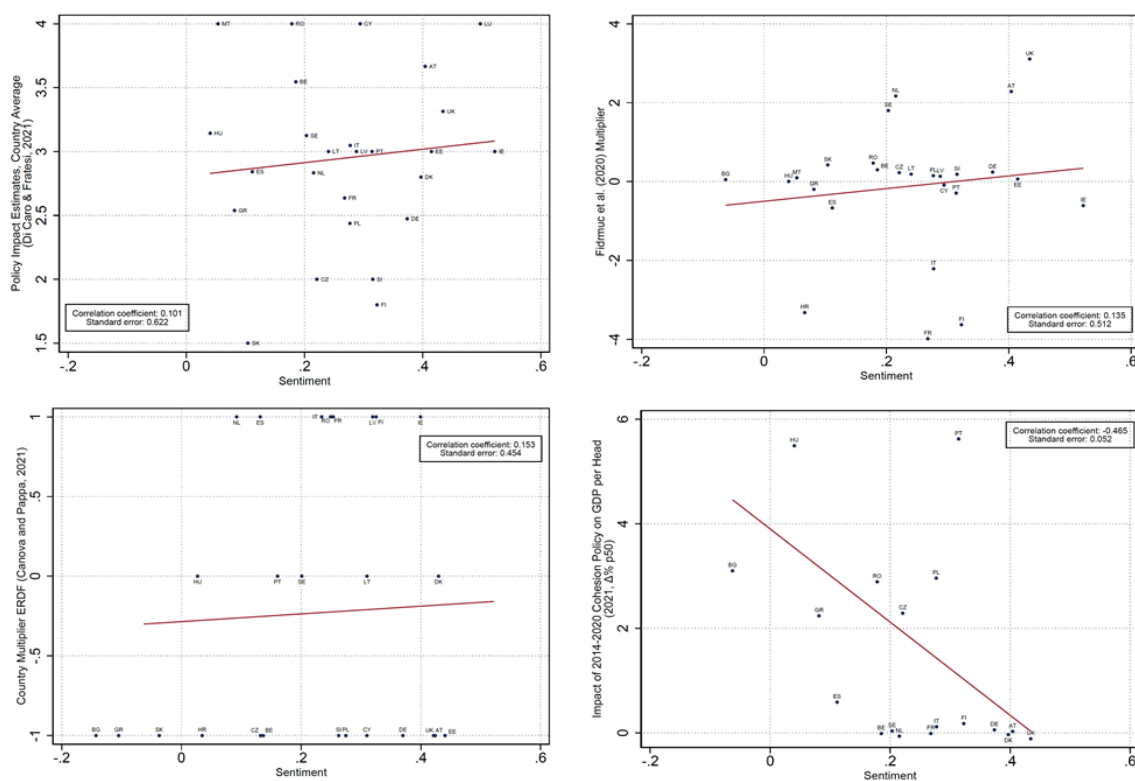 Policy Impact Estimates, Country Average
(Di Caro & Fratesi, 2021)
4
3.5
3
2.5
2
1.5
MT
RO
CY
LU
AT
BE
UK
HU
SE
IT
LT
LV
PT
EE
IE
ES
NL
DK
FR
GR
DE
PL
CZ
SI
FI
SK
Correlation coefficient: 0.101
Standard error: 0.622
-.2
0
.2
.4
.6
Sentiment
Fidrmuc et al. (2020) Multiplier
4
2
0
-2
-4
UK
AT
NL
SE
SK
RO
BE
CZ
LT
PL
LV
SI
DE
BG
HU
MT
GR
CY
PT
EE
ES
IE
IT
HR
FI
FR
Correlation coefficient: 0.135
Standard error: 0.512
-.2
0
.2
.4
.6
Sentiment
Country Multiplier ERDF (Canova and Pappa, 2021)
1
.5
0
-.5
-1
NL
ES
IT
RO
FR
LV
FI
IE
Correlation coefficient: 0.153
Standard error: 0.454
HU
PT
SE
LT
DK
BG
GR
SK
HR
CZ
BE
SI
PL
CY
DE
UK
AT
EE
-.2
0
.2
.4
.6
Sentiment
Impact of 2014-2020 Cohesion Policy on GDP per Head
(2021, Δ% p50)
6
4
2
0
Correlation coefficient: -0.465
Standard error: 0.052
HU
PT
BG
RO
PL
GR
CZ
ES
BE
SE
NL
FR
IT
FI
DE
DK
AT
UK
-.2
0
.2
.4
.6
Sentiment